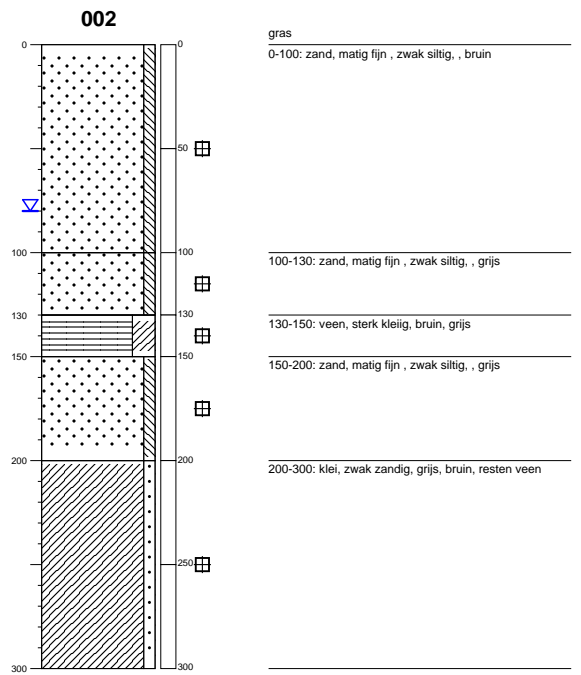 002
gras
0
0
0-100: zand, matig fijn , zwak siltig, , bruin
50
100
100
100-130: zand, matig fijn , zwak siltig, , grijs
130
130
130-150: veen, sterk kleiig, bruin, grijs
150
150
150-200: zand, matig fijn , zwak siltig, , grijs
200
200
200-300: klei, zwak zandig, grijs, bruin, resten veen
250
300
300